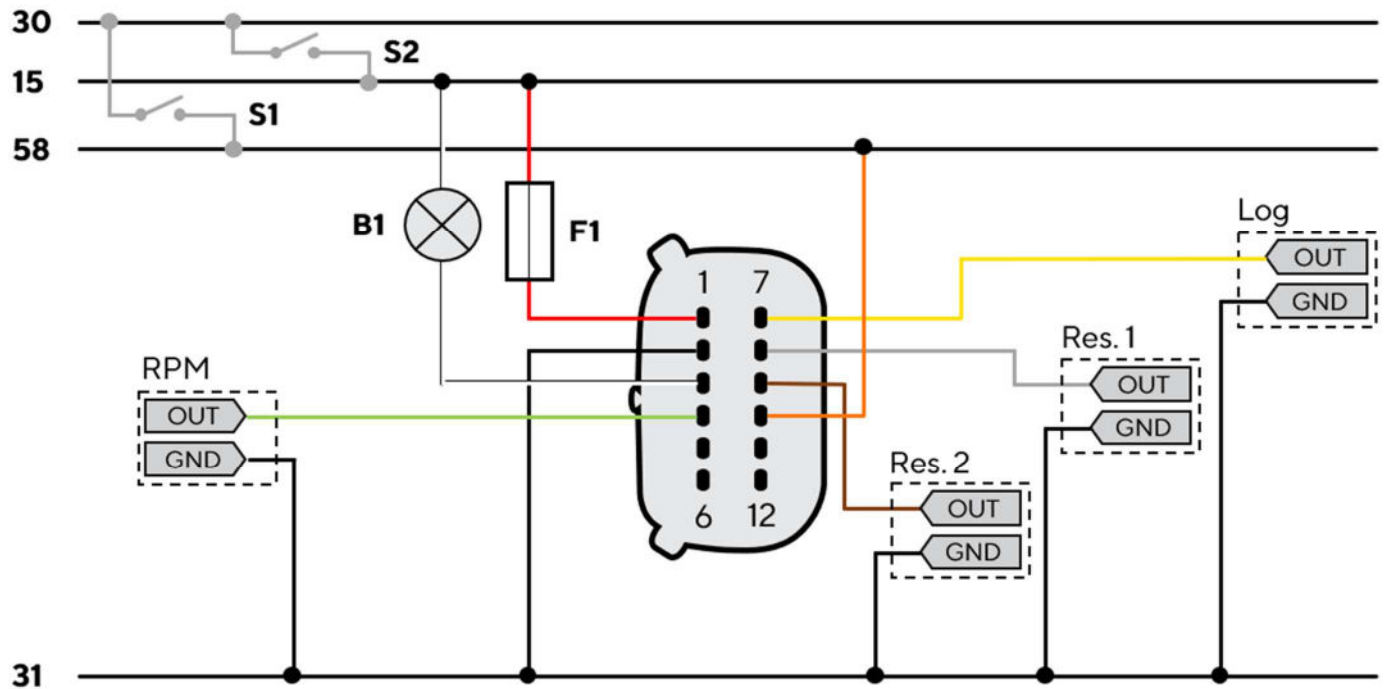 30
S2
15
S1
58
B1
F1
Log
OUT
GND
1 7
Res. 1
OUT
GND
RPM
OUT
GND
Res. 2
OUT
GND
6 12
31